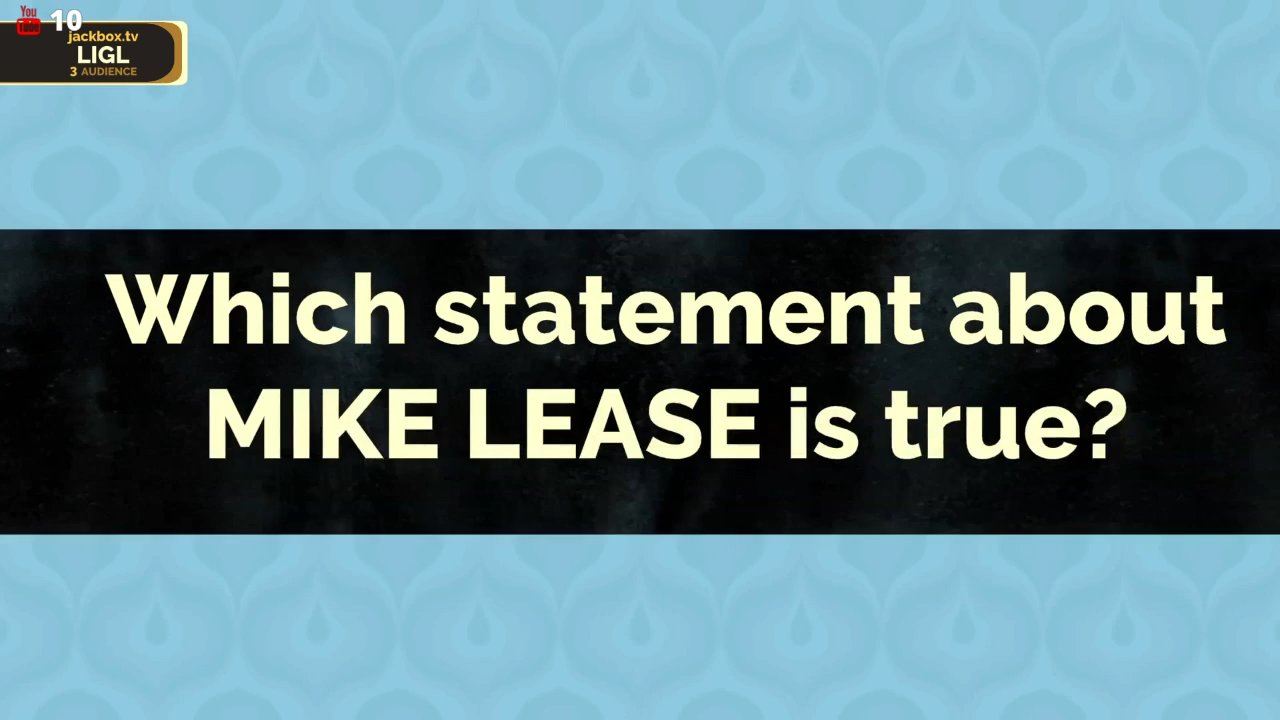 You
Tube 10
jackbox.tv
LIGL
3 AUDIENCE
Which statement about
MIKE LEASE is true?